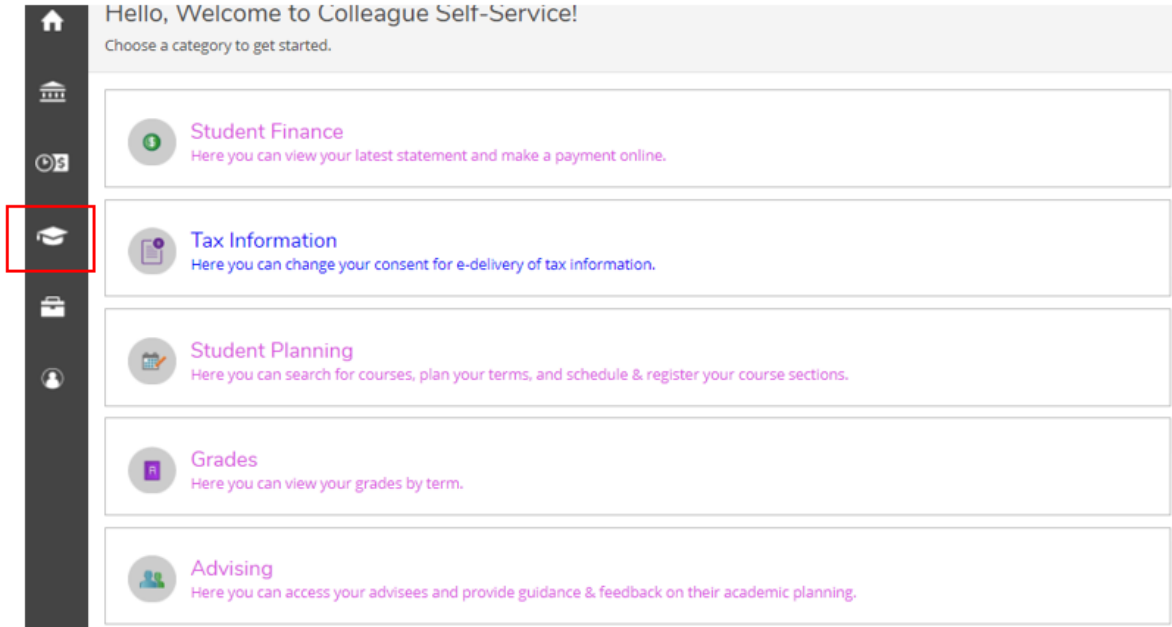 Hello, Welcome to Colleague Self-Service!
Choose a category to get started.
Student Finance
Here you can view your latest statement and make a payment online.
Tax Information
Here you can change your consent for e-delivery of tax information.
Student Planning
Here you can search for courses, plan your terms, and schedule & register your course sections.
Grades
Here you can view your grades by term.
Advising
Here you can access your advisees and provide guidance & feedback on their academic planning.